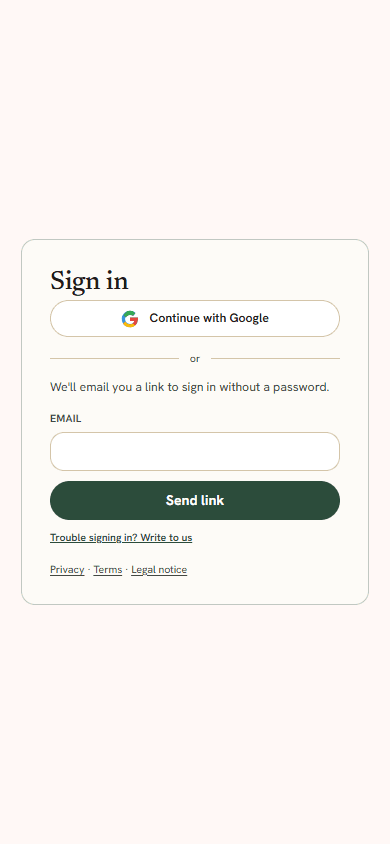 Sign in
Continue with Google
or
We'll email you a link to sign in without a password.
EMAIL
Send link
Trouble signing in? Write to us
Privacy · Terms · Legal notice